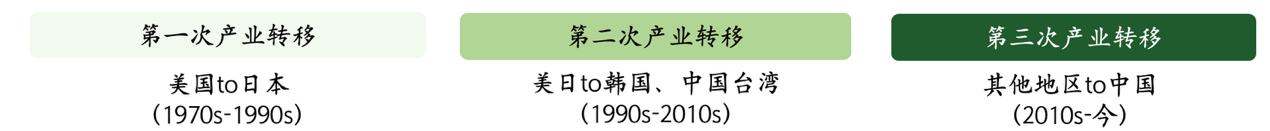 第一次产业转移
美国to日本
(1970s-1990s)
第二次产业转移
美日to韩国、中国台湾
(1990s-2010s)
第三次产业转移
其他地区to中国
(2010s-今)